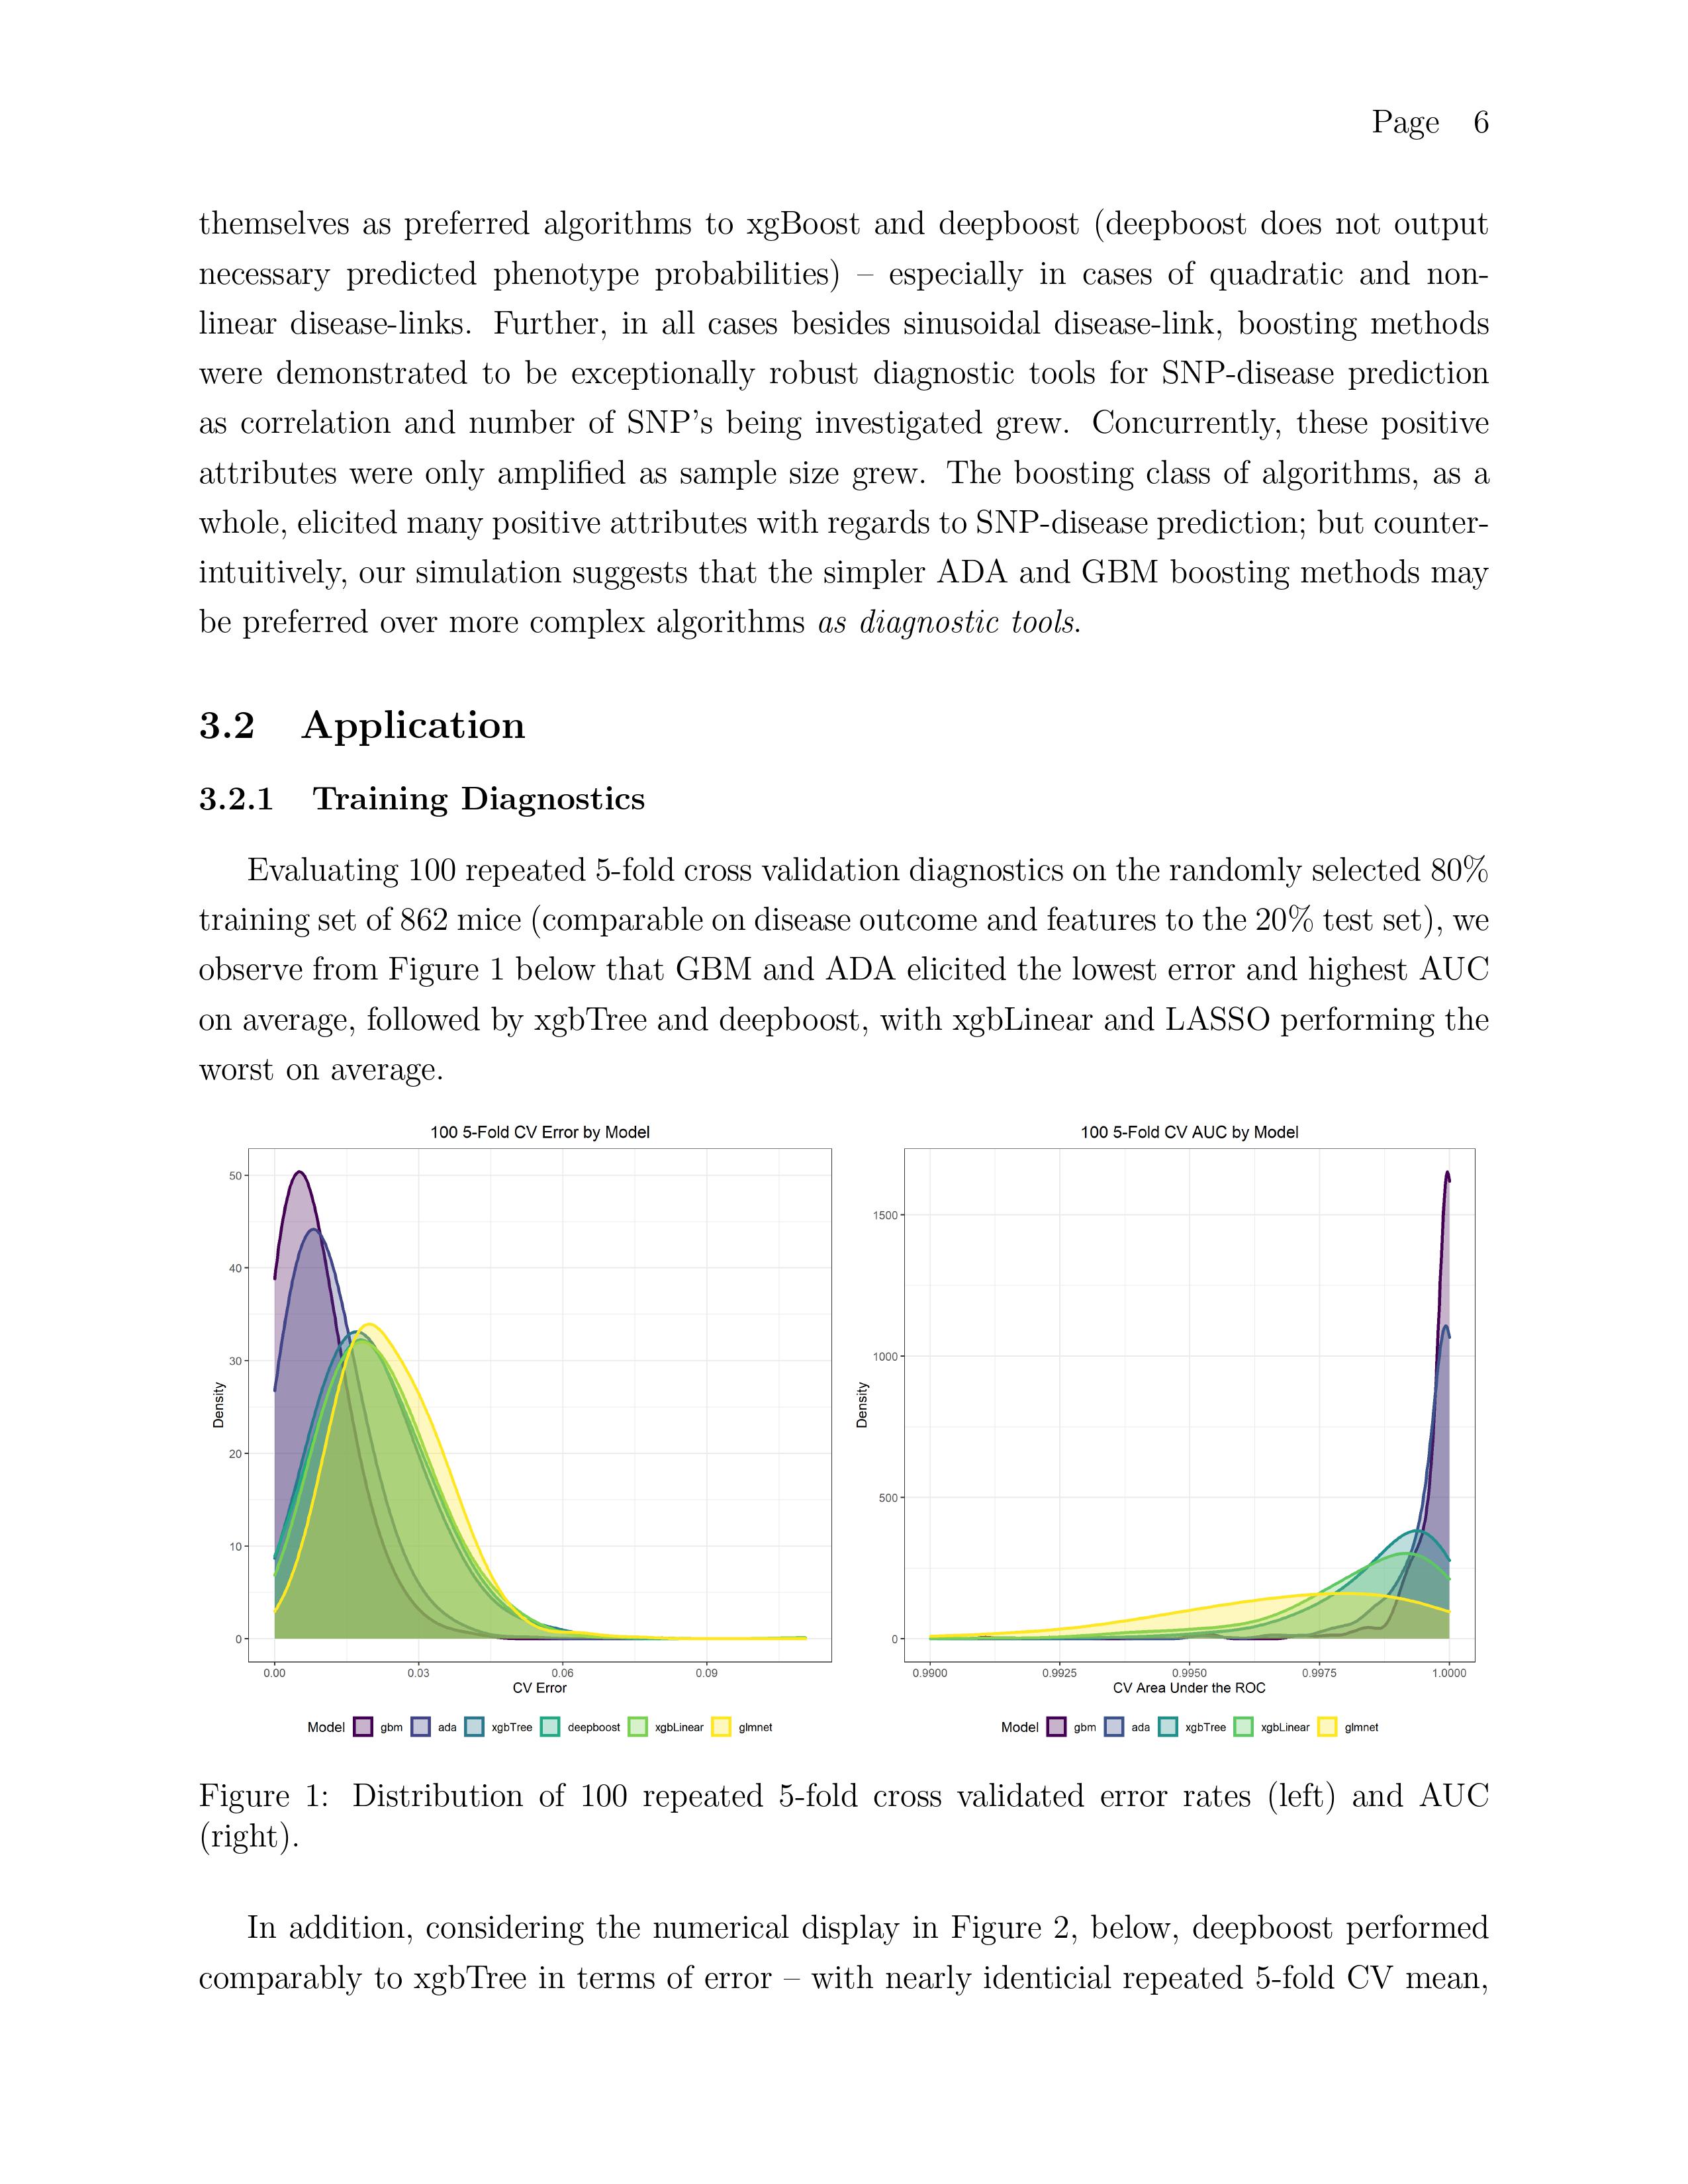 Page 6
themselves as preferred algorithms to xgBoost and deepboost (deepboost does not output
necessary predicted phenotype probabilities) – especially in cases of quadratic and non-
linear disease-links. Further, in all cases besides sinusoidal disease-link, boosting methods
were demonstrated to be exceptionally robust diagnostic tools for SNP-disease prediction
as correlation and number of SNP's being investigated grew. Concurrently, these positive
attributes were only amplified as sample size grew. The boosting class of algorithms, as a
whole, elicited many positive attributes with regards to SNP-disease prediction; but counter-
intuitively, our simulation suggests that the simpler ADA and GBM boosting methods may
be preferred over more complex algorithms as diagnostic tools.
3.2 Application
3.2.1 Training Diagnostics
Evaluating 100 repeated 5-fold cross validation diagnostics on the randomly selected 80%
training set of 862 mice (comparable on disease outcome and features to the 20% test set), we
observe from Figure 1 below that GBM and ADA elicited the lowest error and highest AUC
on average, followed by xgbTree and deepboost, with xgbLinear and LASSO performing the
worst on average.
100 5-Fold CV Error by Model
50
40
30
20
10
0
Density
0.00 0.03 0.06 0.09
CV Error
Model gbm ada xgbTree deepboost xgbLinear glmnet
100 5-Fold CV AUC by Model
1500
1000
500
0
Density
0.9900 0.9925 0.9950 0.9975 1.0000
CV Area Under the ROC
Model gbm ada xgbTree xgbLinear glmnet
Figure 1: Distribution of 100 repeated 5-fold cross validated error rates (left) and AUC
(right).
In addition, considering the numerical display in Figure 2, below, deepboost performed
comparably to xgbTree in terms of error – with nearly identicial repeated 5-fold CV mean,